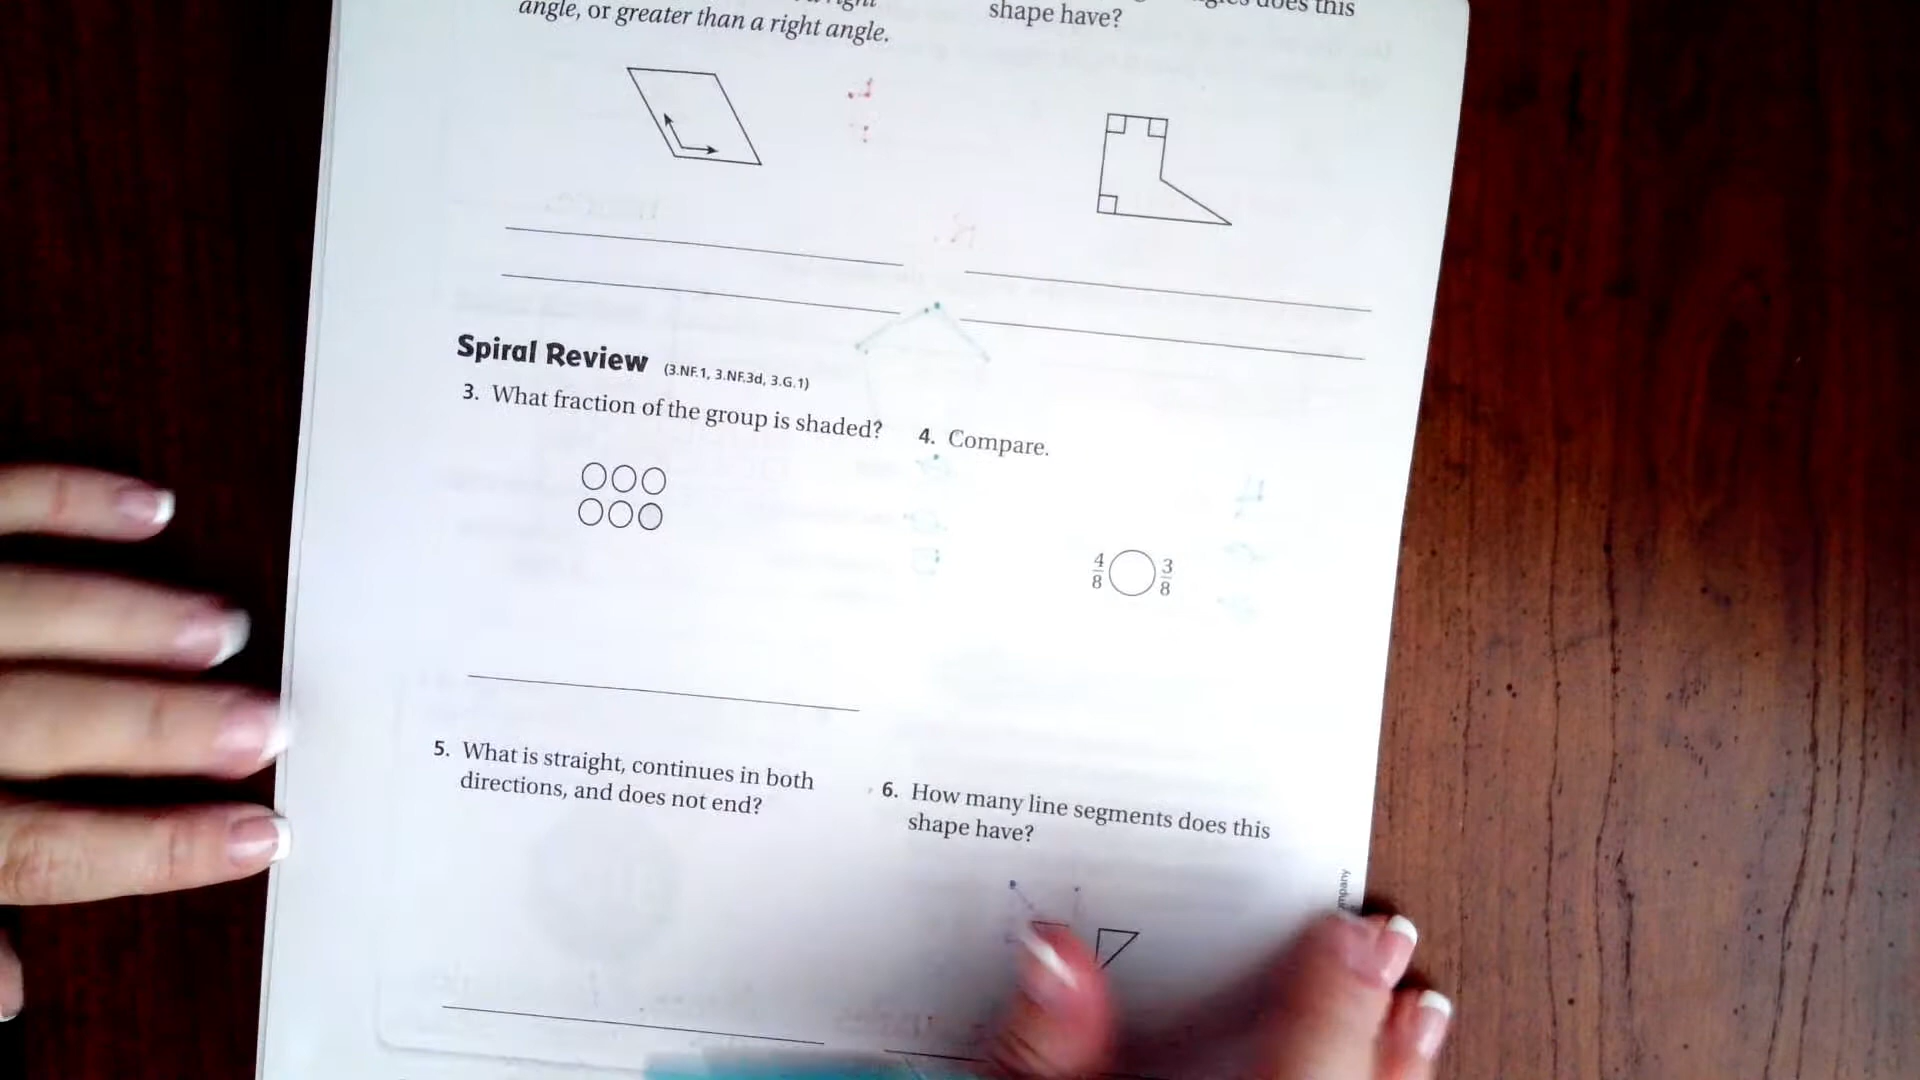 angle, or greater than a right angle.
does this
shape have?
Spiral Review (3.NF.1, 3.NF.3d, 3.G.1)
3. What fraction of the group is shaded?
4. Compare.
4/8 3/8
5. What is straight, continues in both
directions, and does not end?
6. How many line segments does this
shape have?